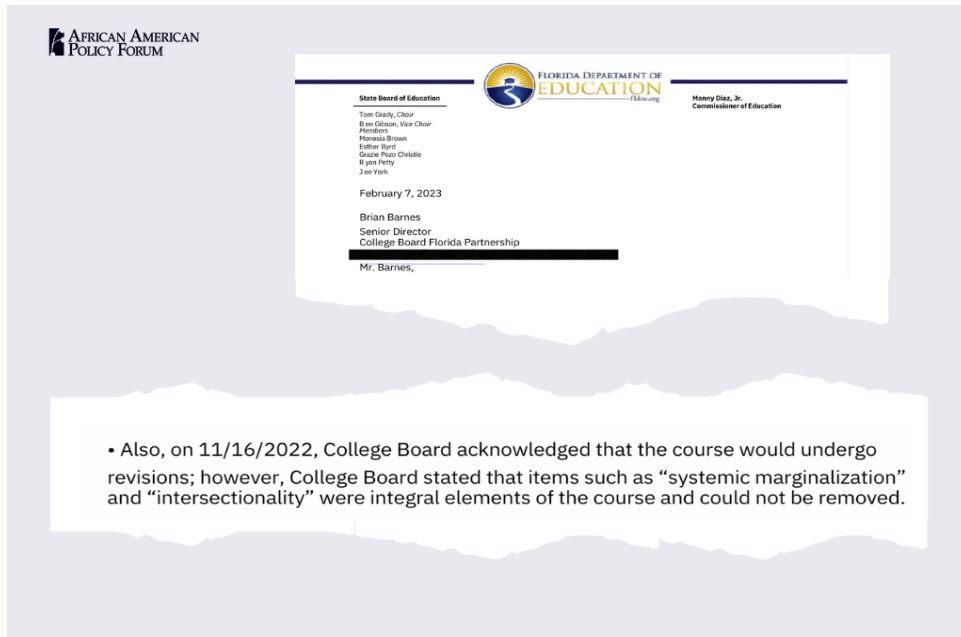 AFRICAN AMERICAN
POLICY FORUM
FLORIDA DEPARTMENT OF
EDUCATION
fldoe.org
State Board of Education
Tom Grady, Chair
Ben Gibson, Vice Chair
Members
Monesia Brown
Esther Byrd
Grazie Pozo Christie
Ryan Petty
Joe York
Manny Diaz, Jr.
Commissioner of Education
February 7, 2023
Brian Barnes
Senior Director
College Board Florida Partnership
Mr. Barnes,
• Also, on 11/16/2022, College Board acknowledged that the course would undergo
revisions; however, College Board stated that items such as “systemic marginalization”
and “intersectionality” were integral elements of the course and could not be removed.